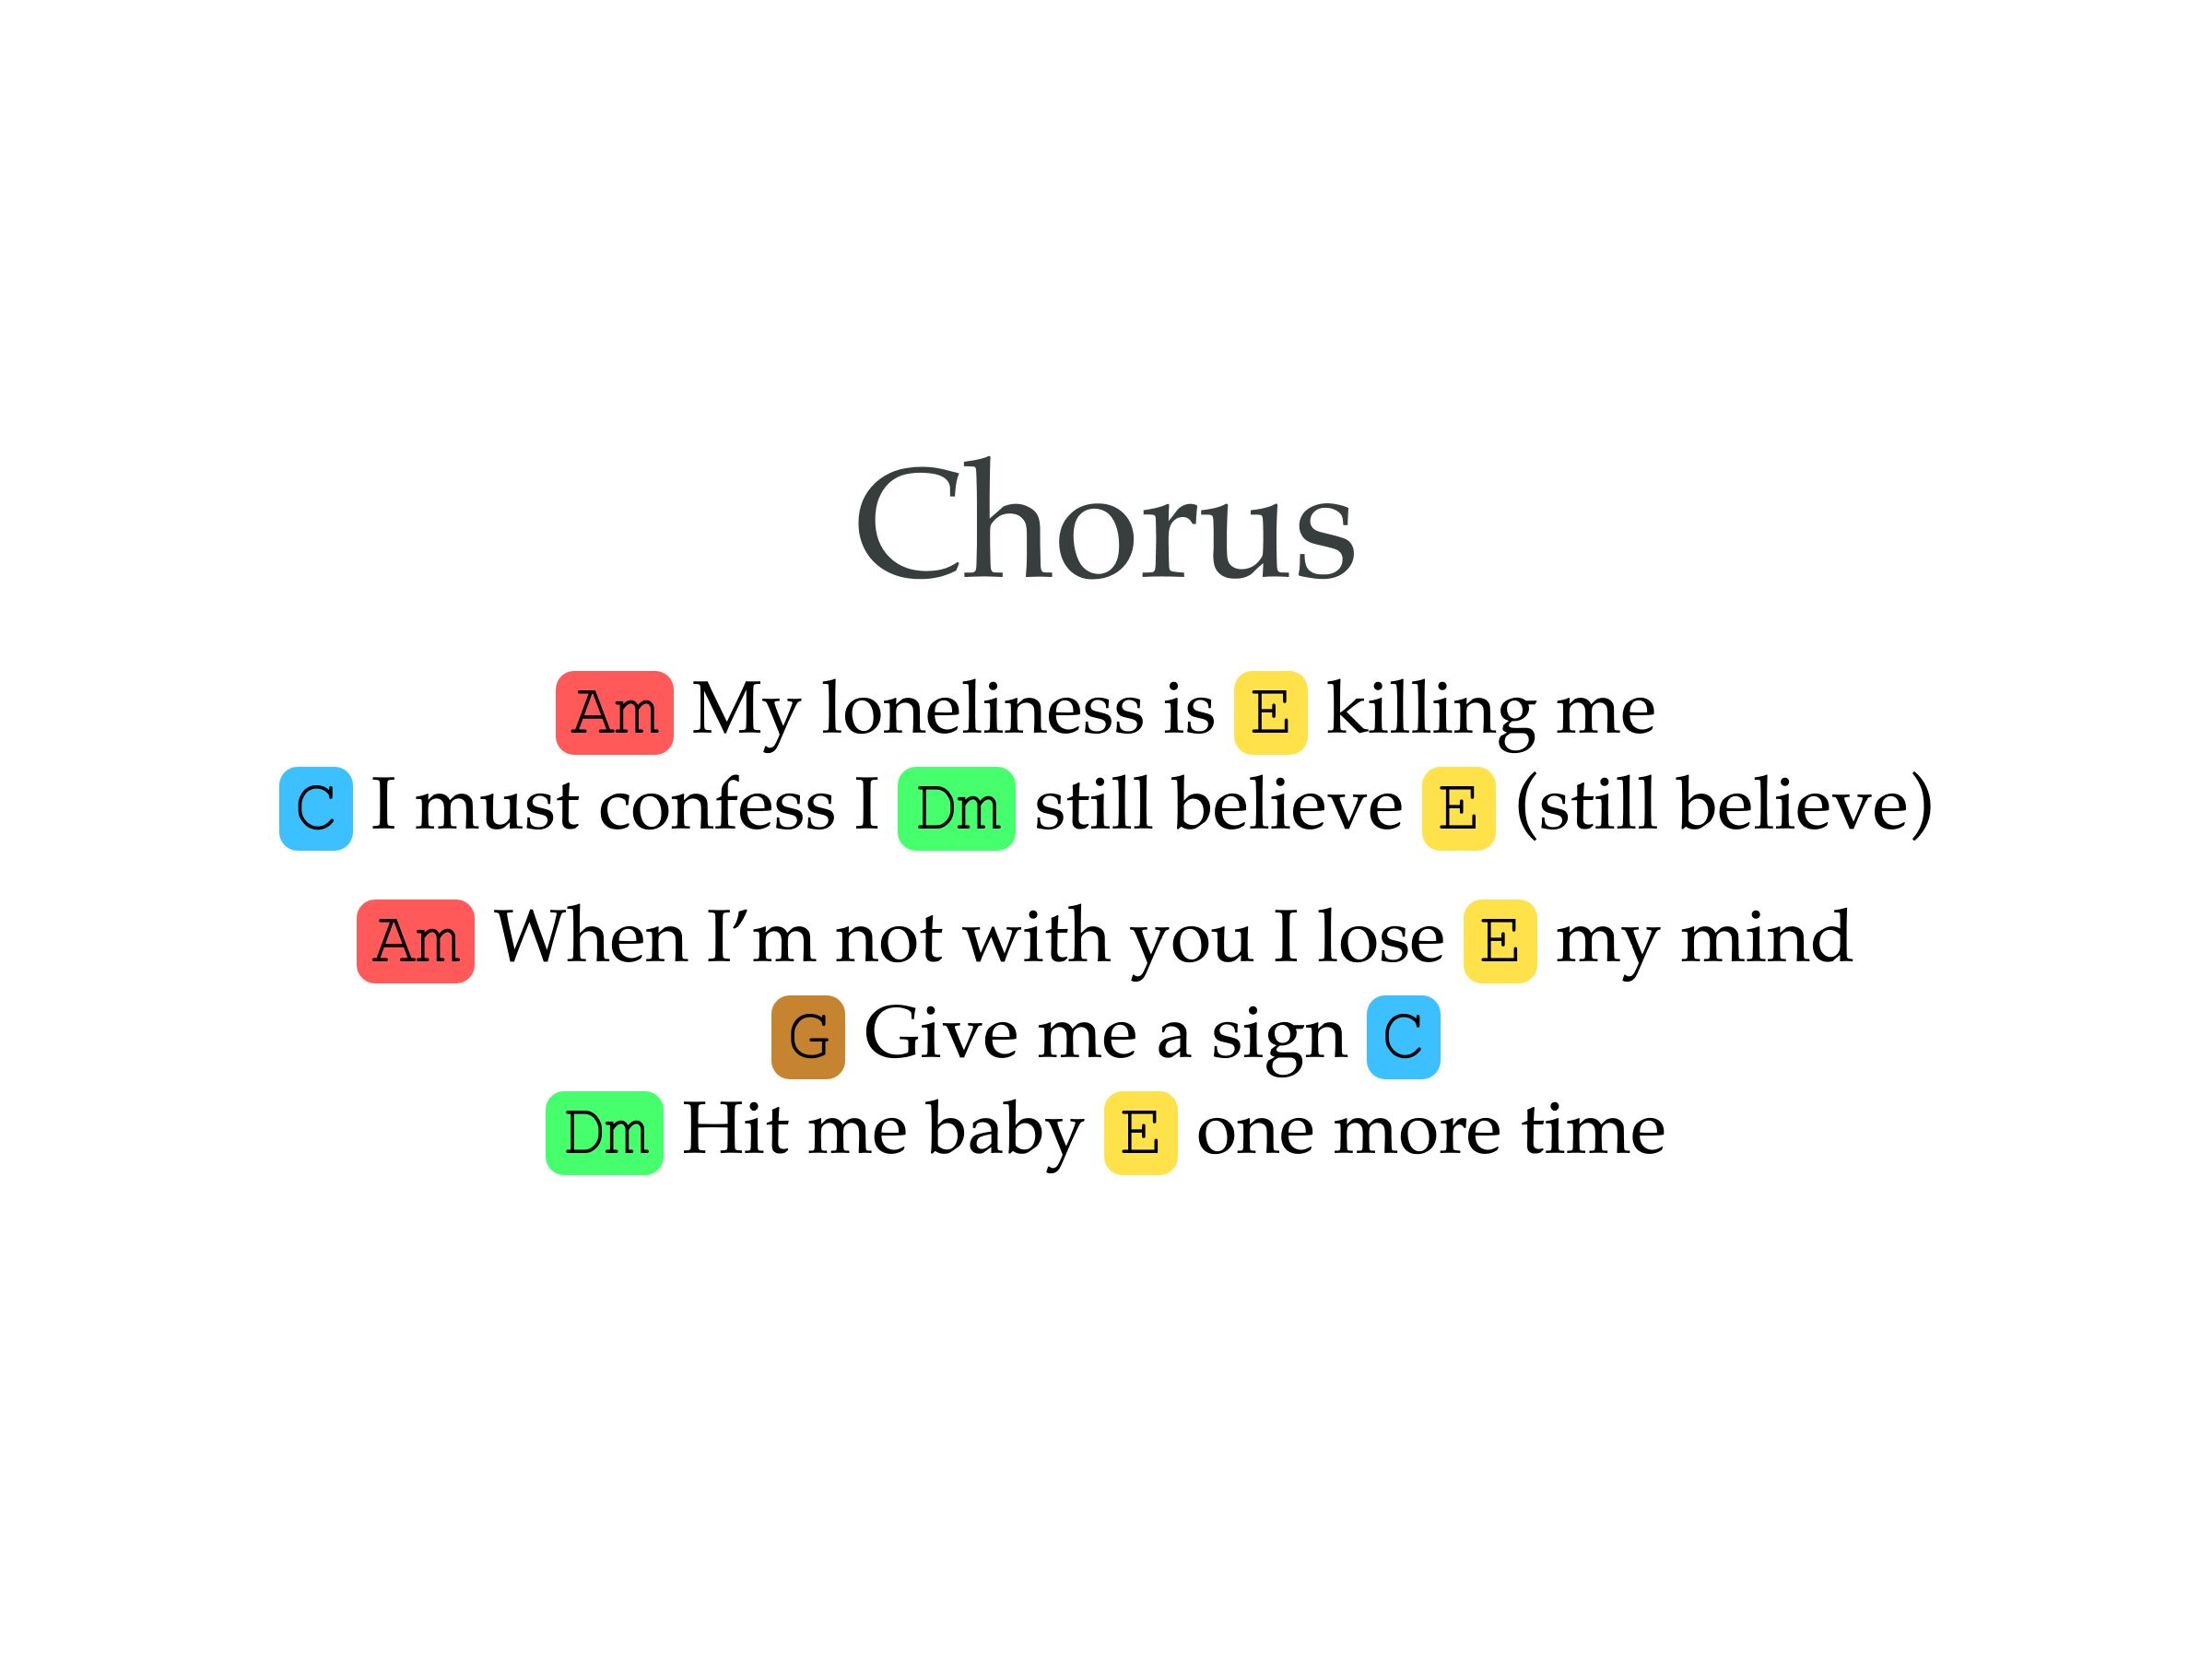 Chorus
Am My loneliness is E killing me
C I must confess I Dm still believe E (still believe)
Am When I'm not with you I lose E my mind
G Give me a sign C
Dm Hit me baby E one more time